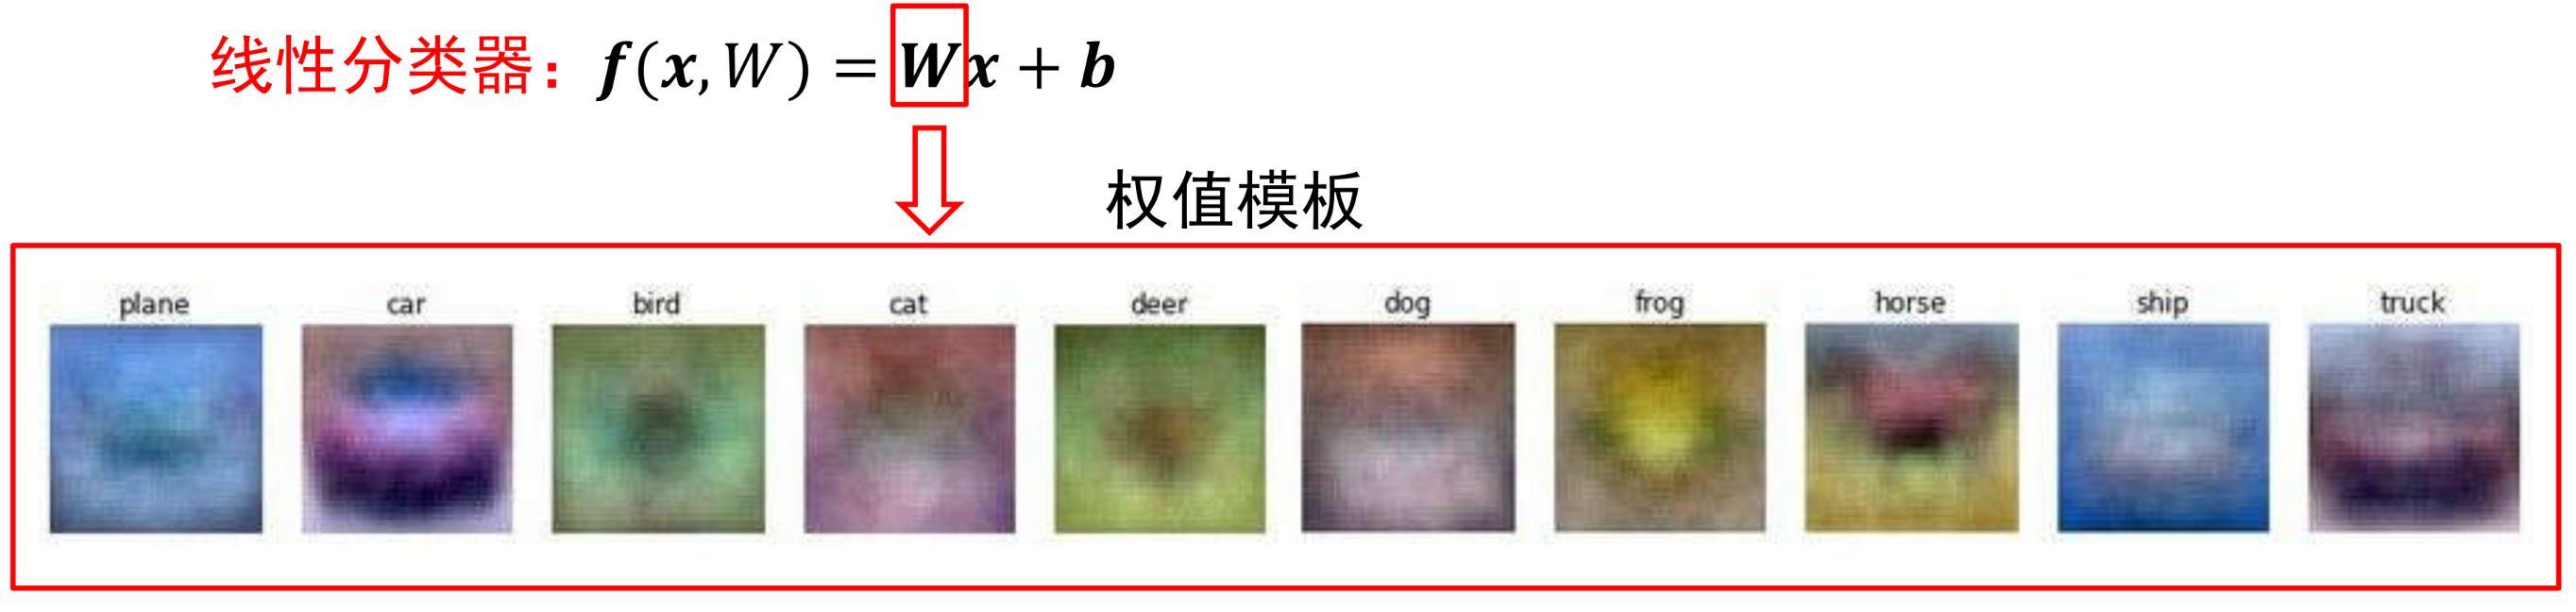 线性分类器：f(x, W) = Wx + b
权值模板
plane car bird cat deer dog frog horse ship truck